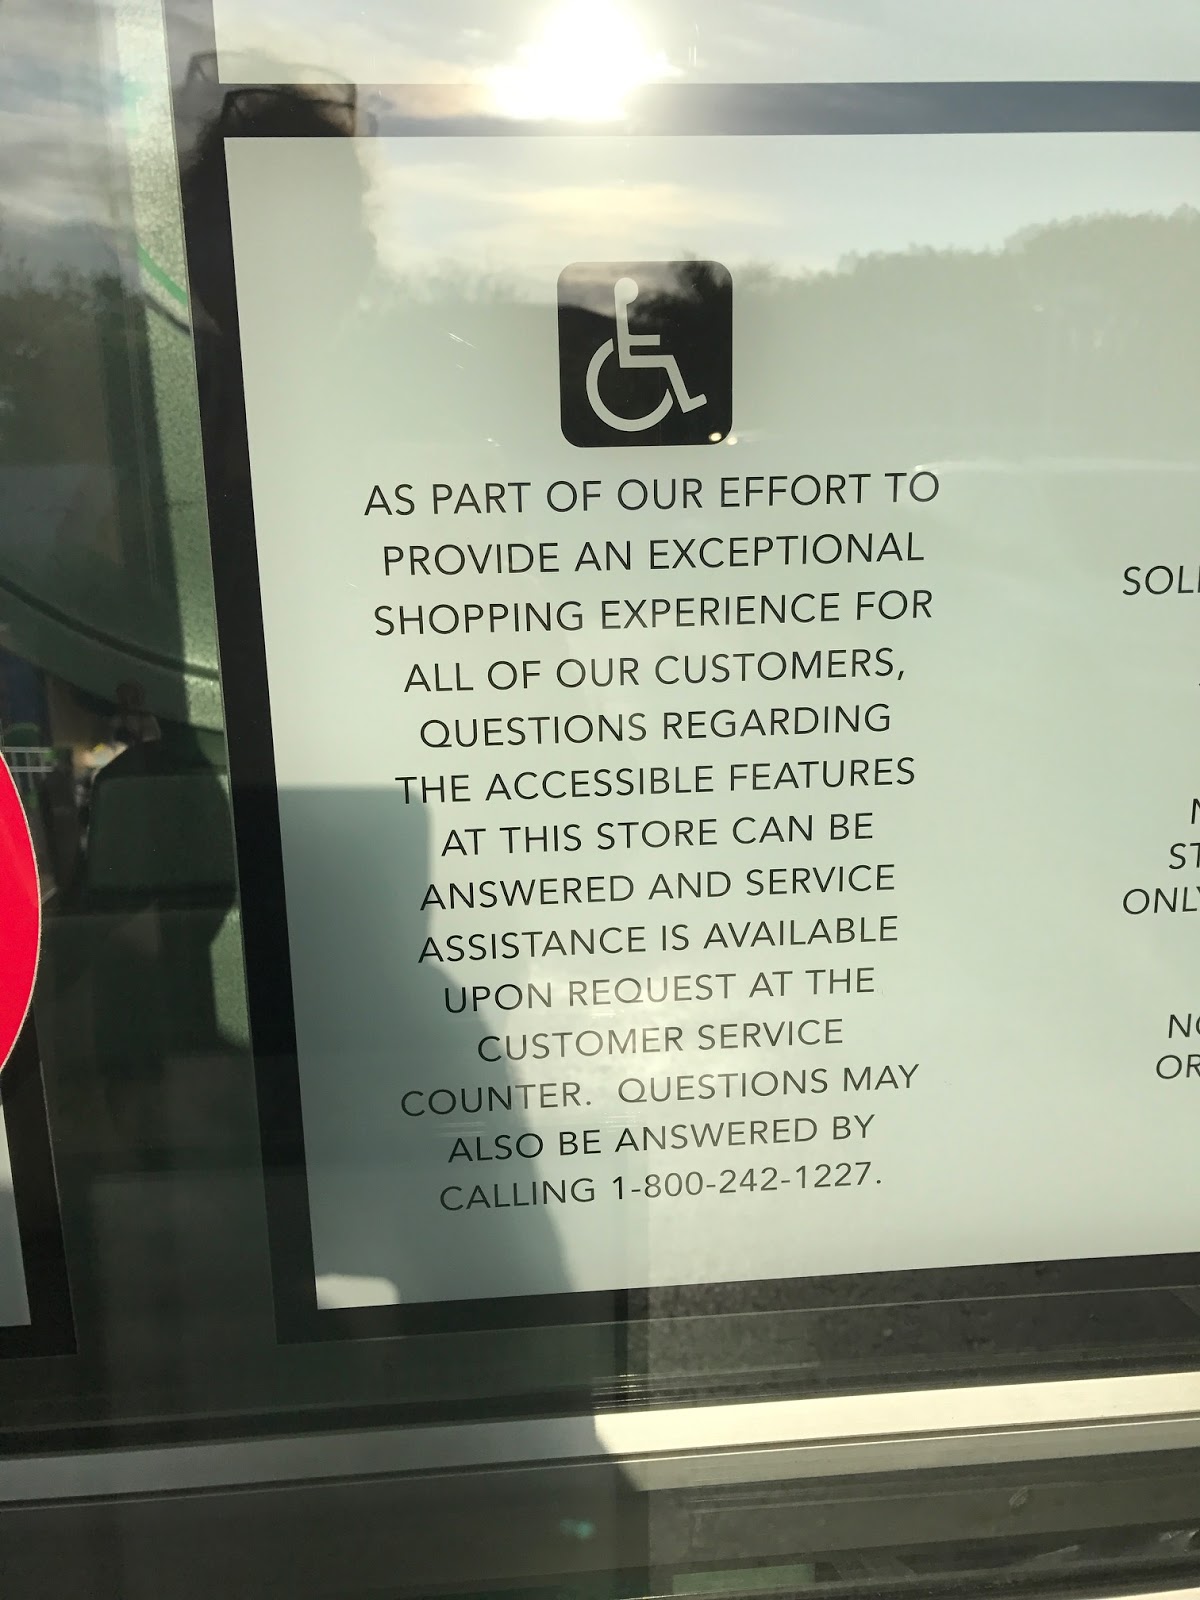 AS PART OF OUR EFFORT TO
PROVIDE AN EXCEPTIONAL
SHOPPING EXPERIENCE FOR
ALL OF OUR CUSTOMERS,
QUESTIONS REGARDING
THE ACCESSIBLE FEATURES
AT THIS STORE CAN BE
ANSWERED AND SERVICE
ASSISTANCE IS AVAILABLE
UPON REQUEST AT THE
CUSTOMER SERVICE
COUNTER. QUESTIONS MAY
ALSO BE ANSWERED BY
CALLING 1-800-242-1227.
ONLY